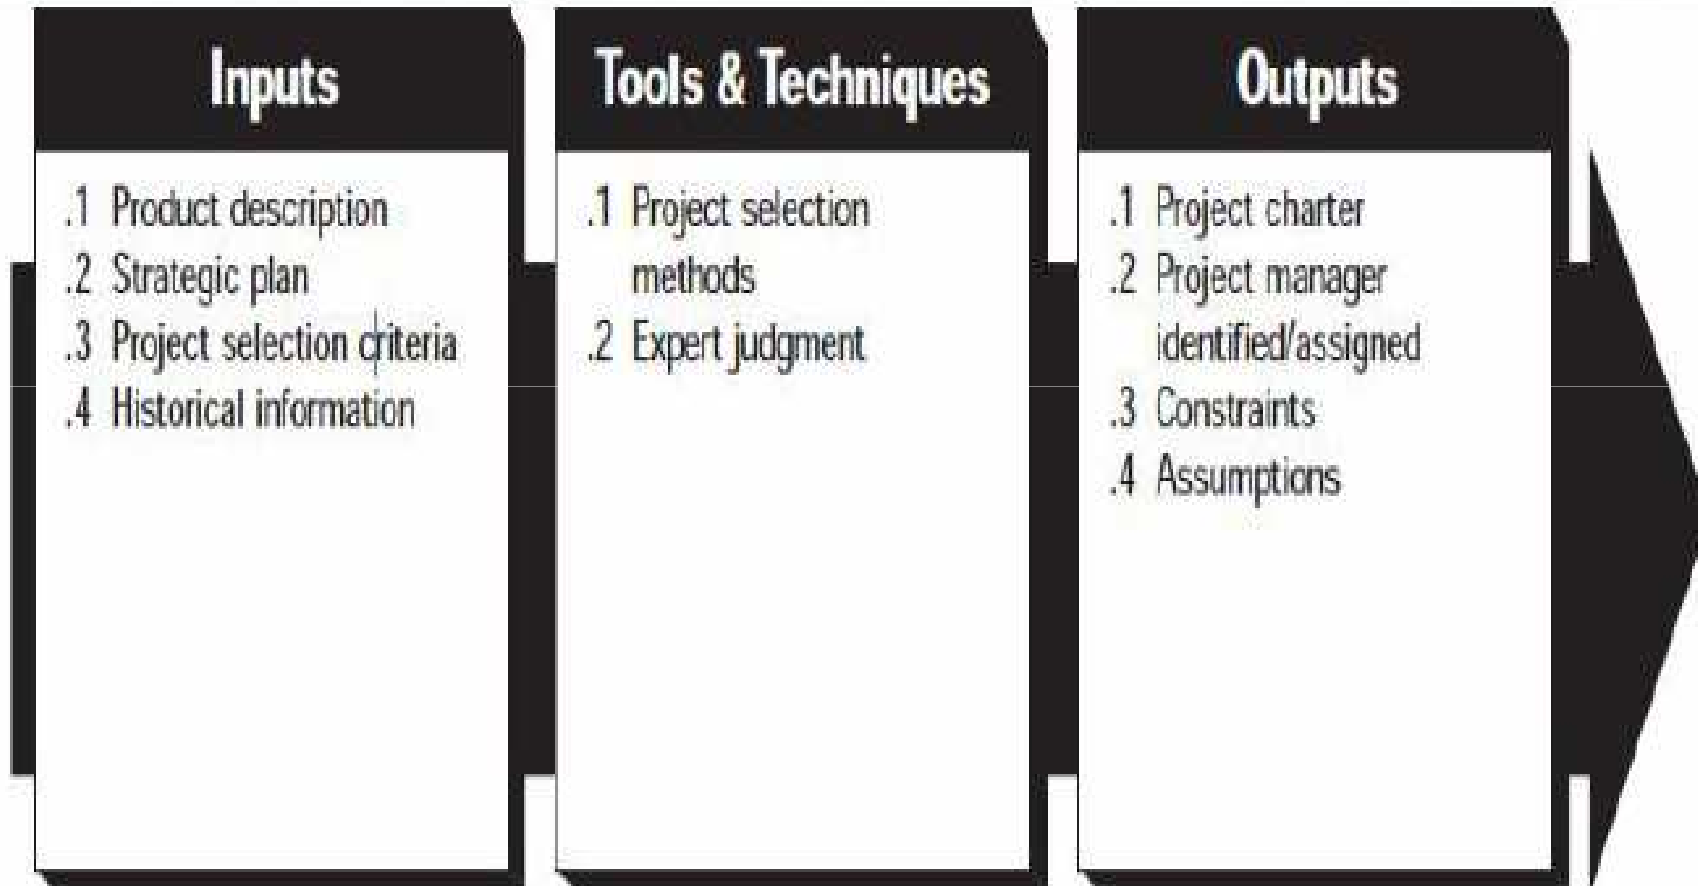 Inputs
.1 Product description
.2 Strategic plan
.3 Project selection criteria
.4 Historical information
Tools & Techniques
.1 Project selection
methods
.2 Expert judgment
Outputs
.1 Project charter
.2 Project manager
identified/assigned
.3 Constraints
.4 Assumptions